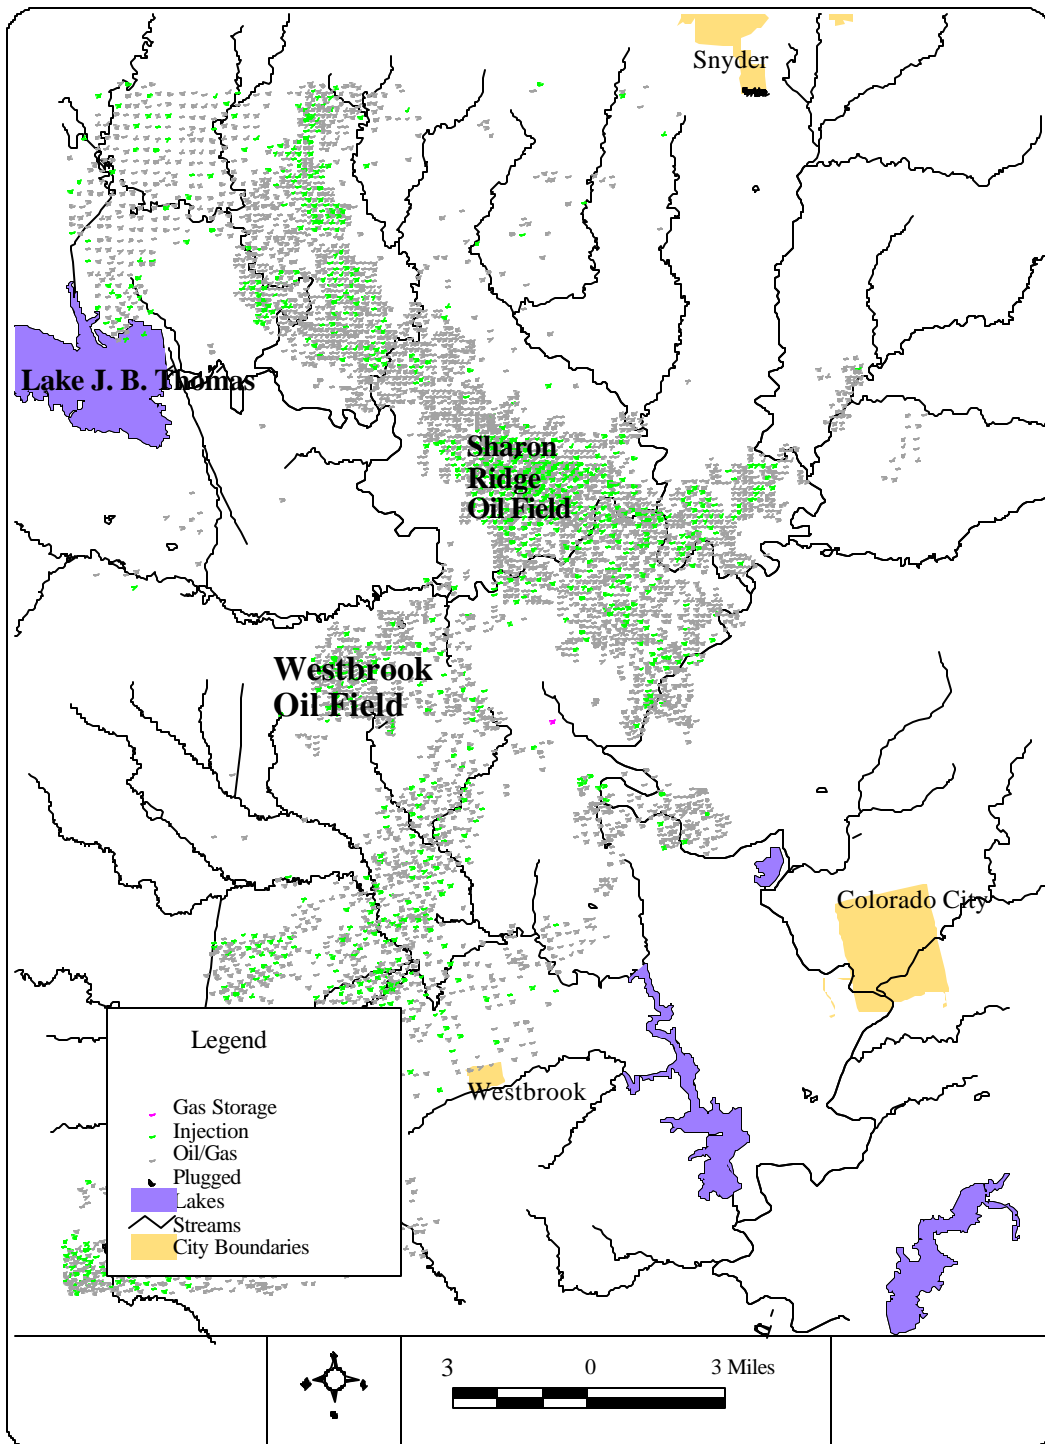 Snyder
Lake J. B. Thomas
Sharon
Ridge
Oil Field
Westbrook
Oil Field
Colorado City
Westbrook
Legend
Gas Storage
Injection
Oil/Gas
Plugged
Lakes
Streams
City Boundaries
3 0 3 Miles